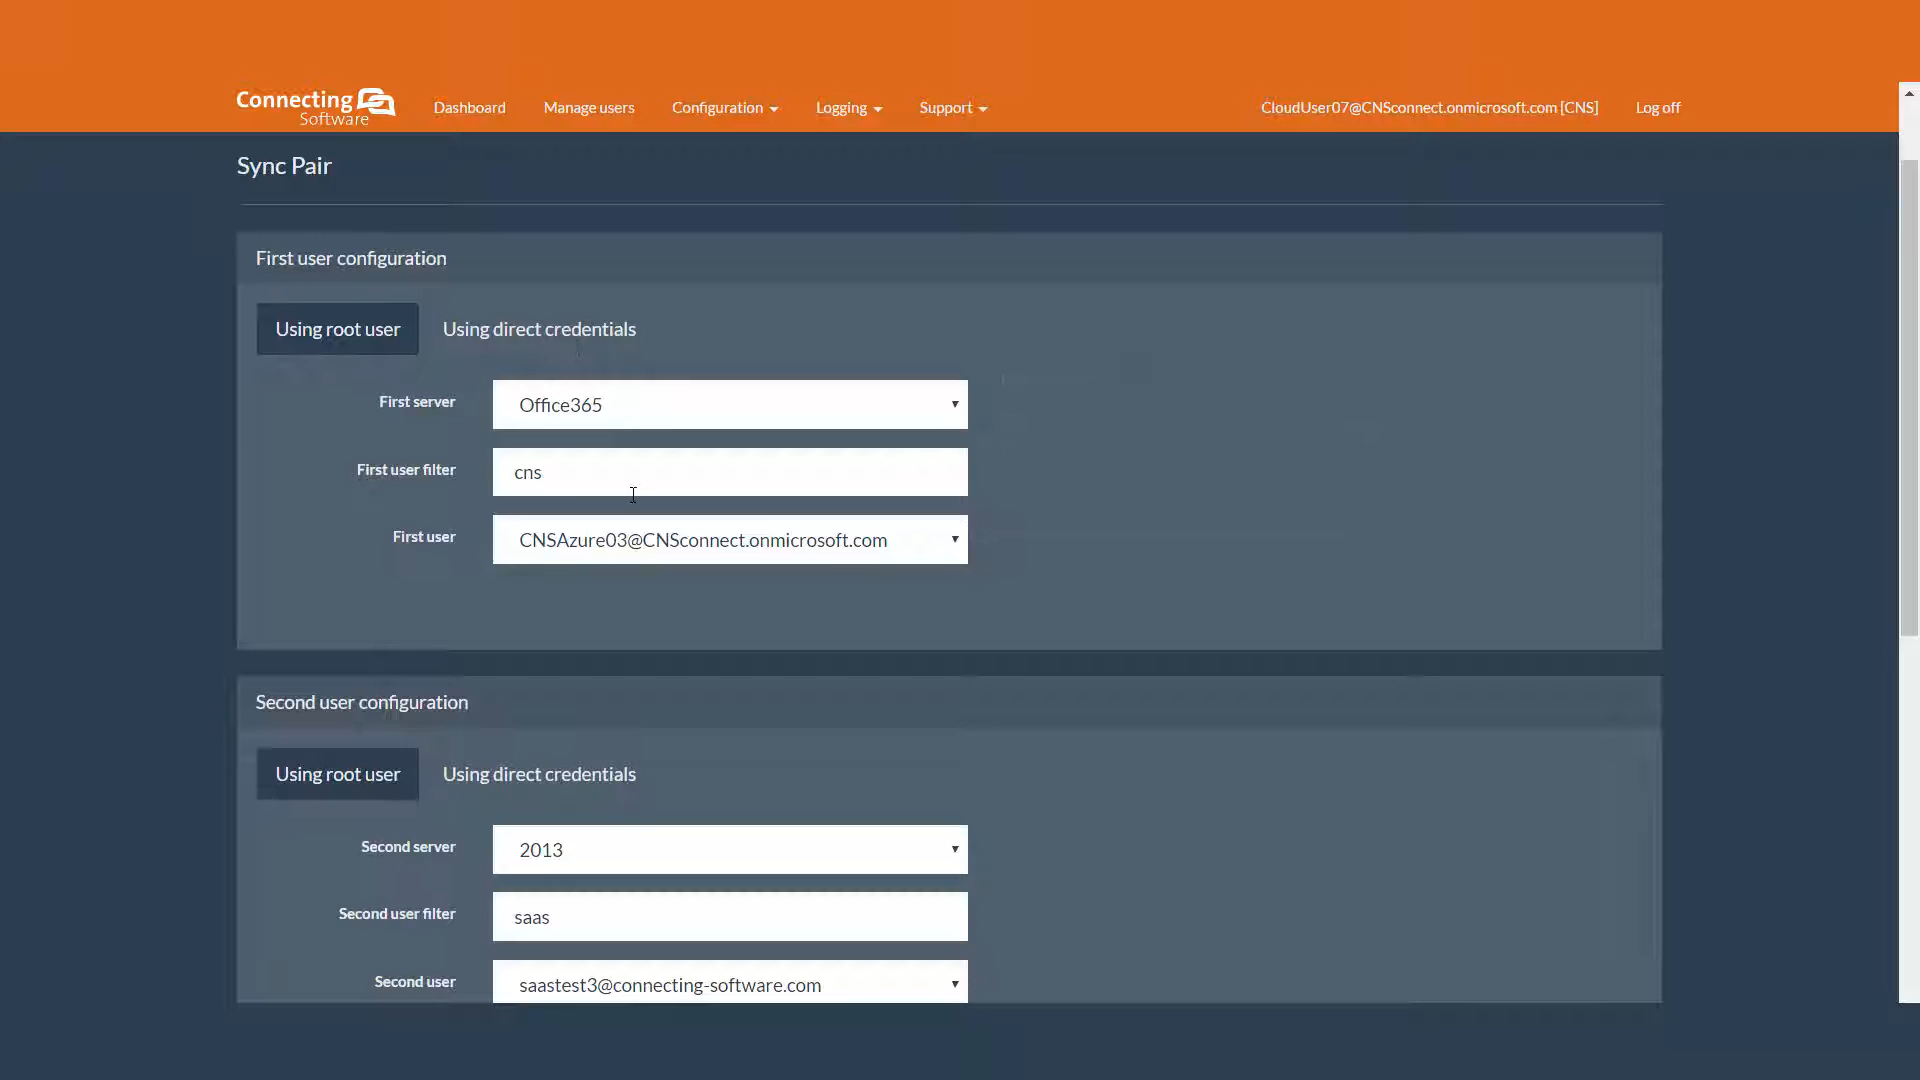 Connecting
Software
Dashboard
Manage users
Configuration
Logging
Support
CloudUser07@CNSconnect.onmicrosoft.com [CNS]
Log off
Sync Pair
First user configuration
Using root user
Using direct credentials
First server
Office365
First user filter
cns
First user
CNSAzure03@CNSconnect.onmicrosoft.com
Second user configuration
Using root user
Using direct credentials
Second server
2013
Second user filter
saas
Second user
saastest3@connecting-software.com